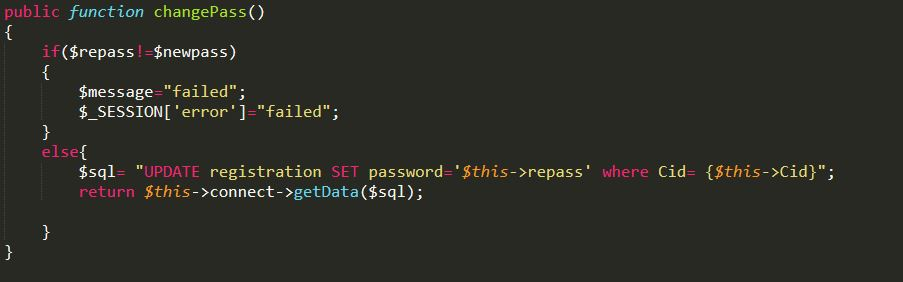 public function changePass()
{
if($repass!=$newpass)
{
$message="failed";
$_SESSION['error']="failed";
}
else{
$sql= "UPDATE registration SET password='$this->repass' where Cid= {$this->Cid}";
return $this->connect->getData($sql);
}
}